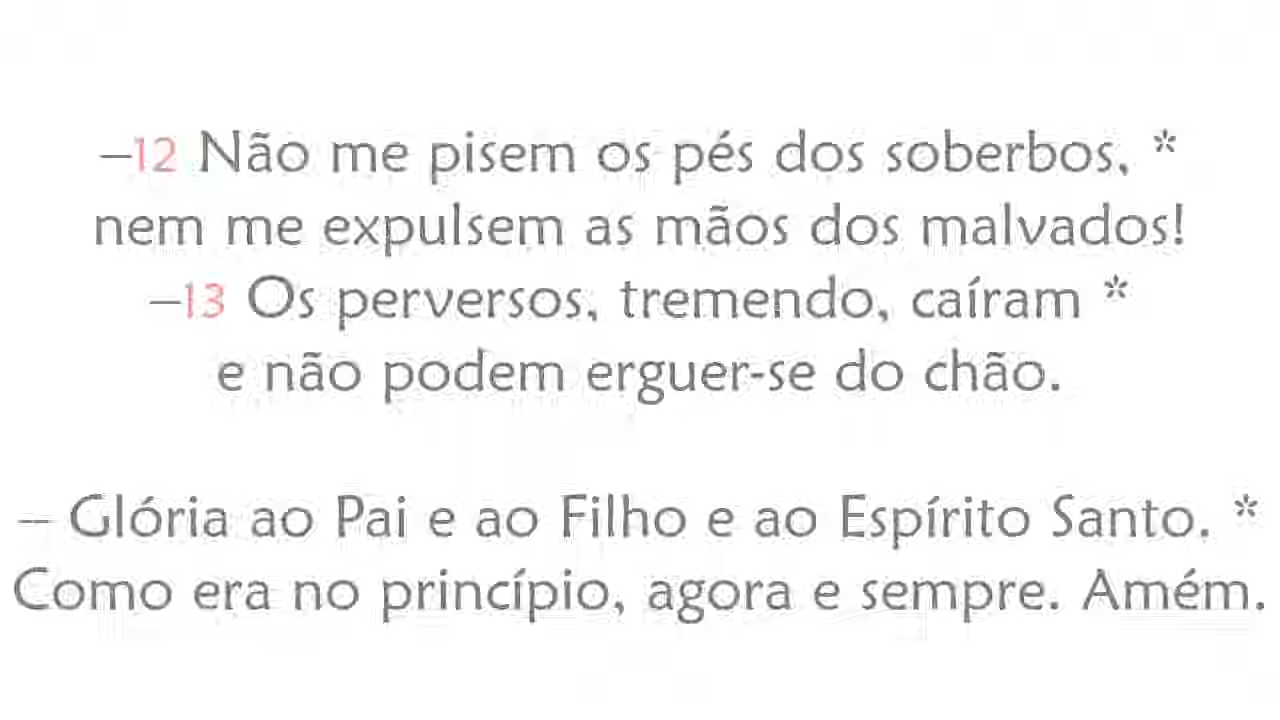 –12 Não me pisem os pés dos soberbos, *
nem me expulsem as mãos dos malvados!
–13 Os perversos, tremendo, caíram *
e não podem erguer-se do chão.
– Glória ao Pai e ao Filho e ao Espírito Santo. *
Como era no princípio, agora e sempre. Amém.